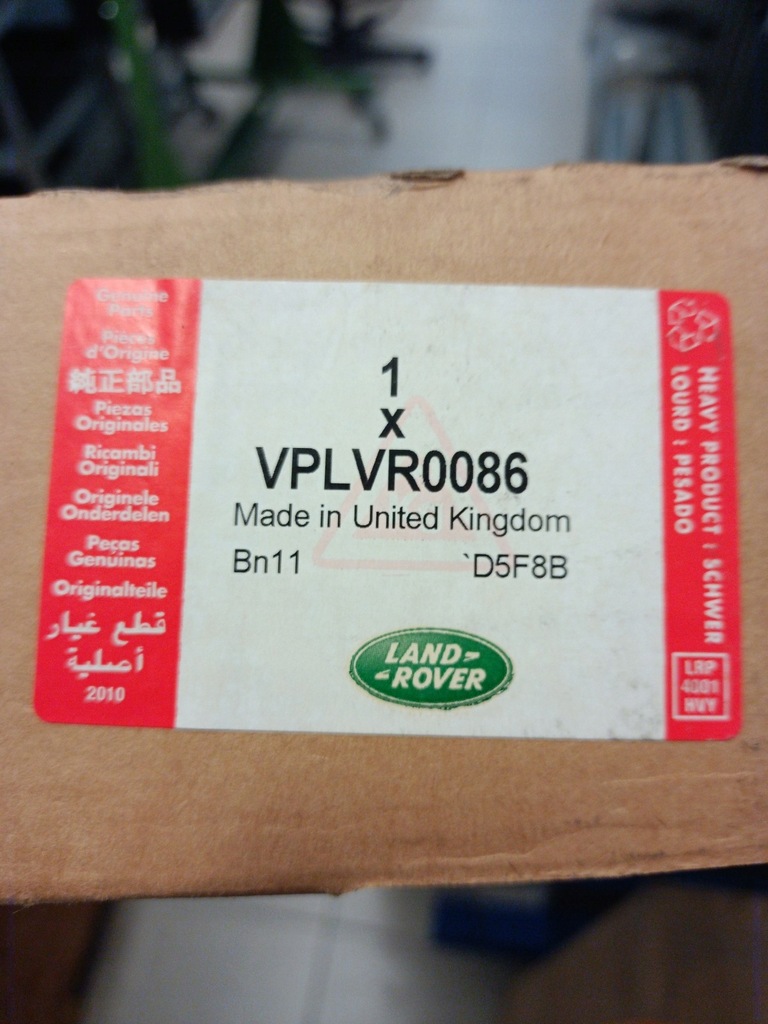 Genuine
Parts
Pièces
d'Origine
純正部品
Piezas
Originales
Ricambi
Originali
Originele
Onderdelen
Peças
Genuinas
Originalteile
قطع غيار
أصلية
2010
1
x
VPLVR0086
Made in United Kingdom
Bn11 `D5F8B
LAND
ROVER
HEAVY PRODUCT : SCHWER
LOURD : PESADO
LRP
4001
HVY